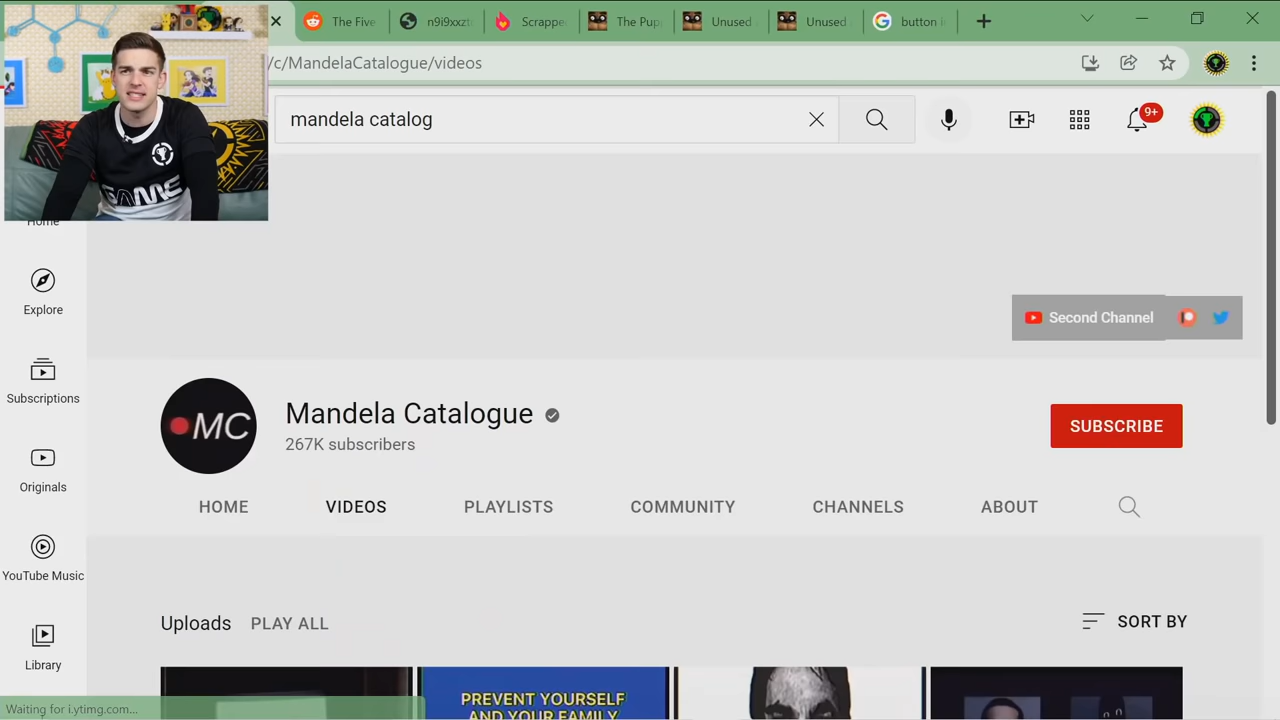 The Five
n9i9xxzt
Scrappe
The Pup
Unused
Unused
button i
/c/MandelaCatalogue/videos
mandela catalog
9+
GAME
Home
Explore
Second Channel
MC
Mandela Catalogue
267K subscribers
SUBSCRIBE
Subscriptions
Originals
HOME
VIDEOS
PLAYLISTS
COMMUNITY
CHANNELS
ABOUT
YouTube Music
Uploads
PLAY ALL
SORT BY
Library
PREVENT YOURSELF
AND YOUR FAMILY
Waiting for i.ytimg.com...